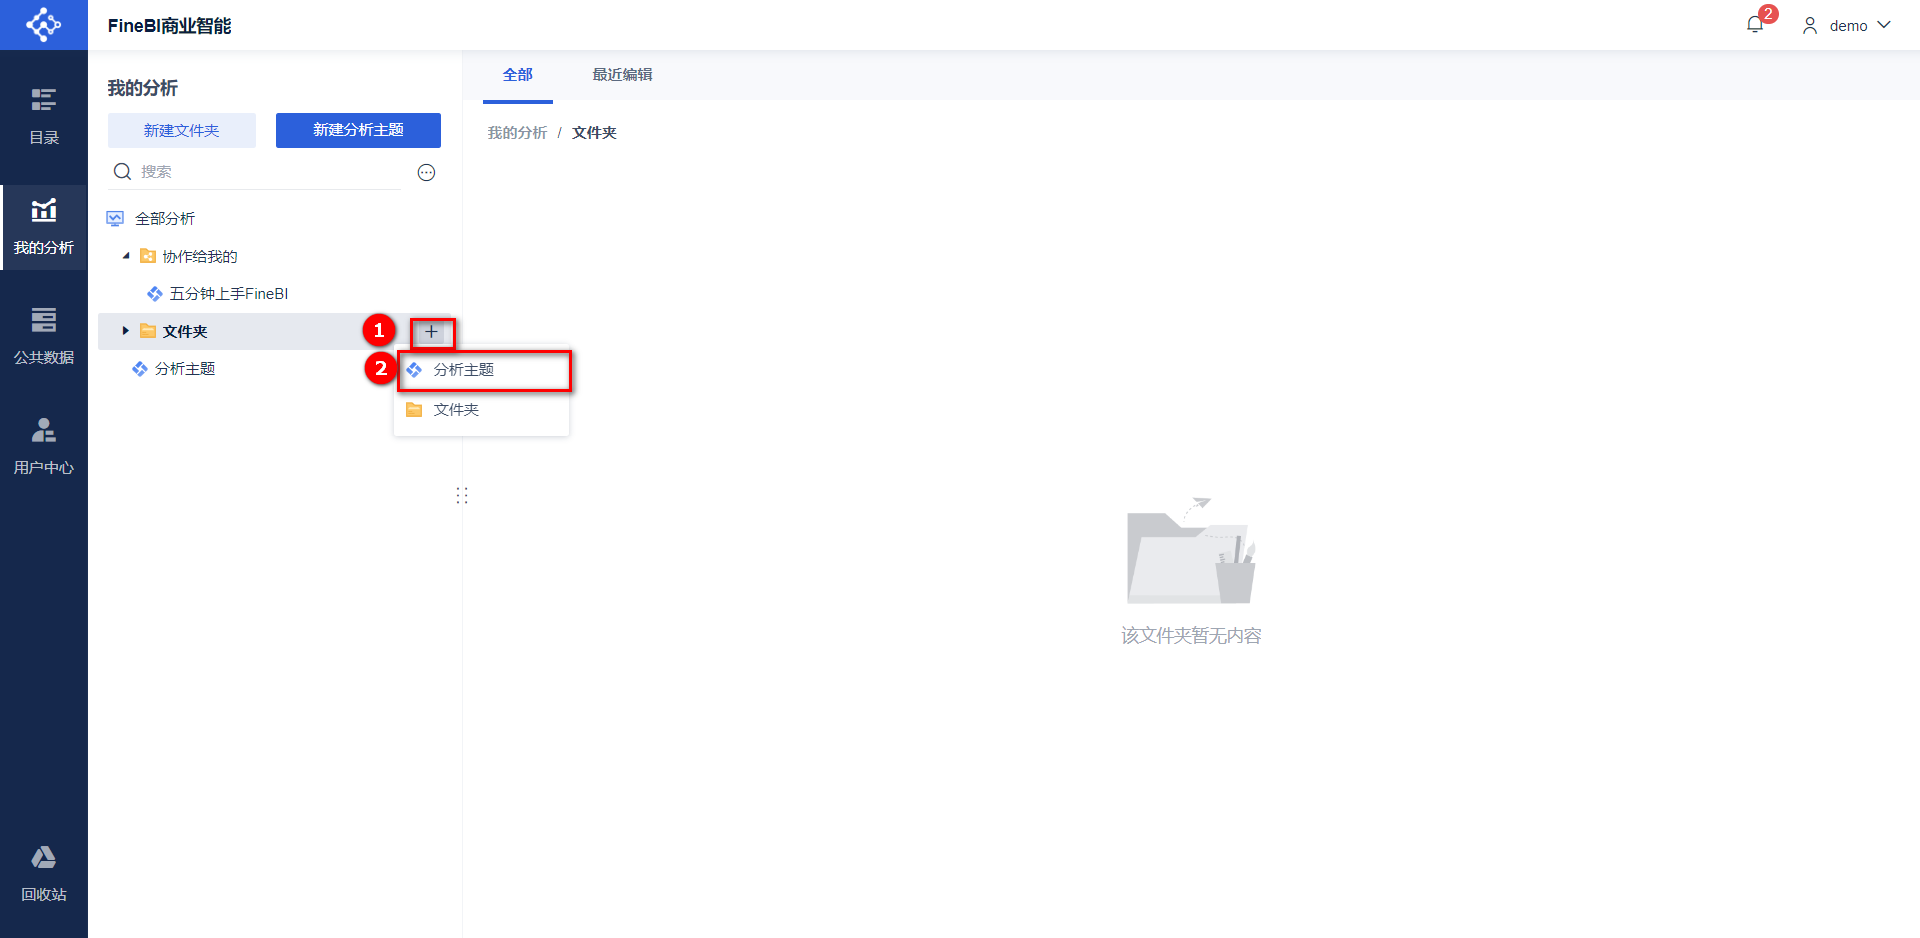 FineBI商业智能
2
demo
目录
我的分析
公共数据
用户中心
回收站
我的分析
新建文件夹
新建分析主题
搜索
全部分析
协作给我的
五分钟上手FineBI
文件夹
1
分析主题
2
分析主题
文件夹
全部
最近编辑
我的分析 / 文件夹
该文件夹暂无内容